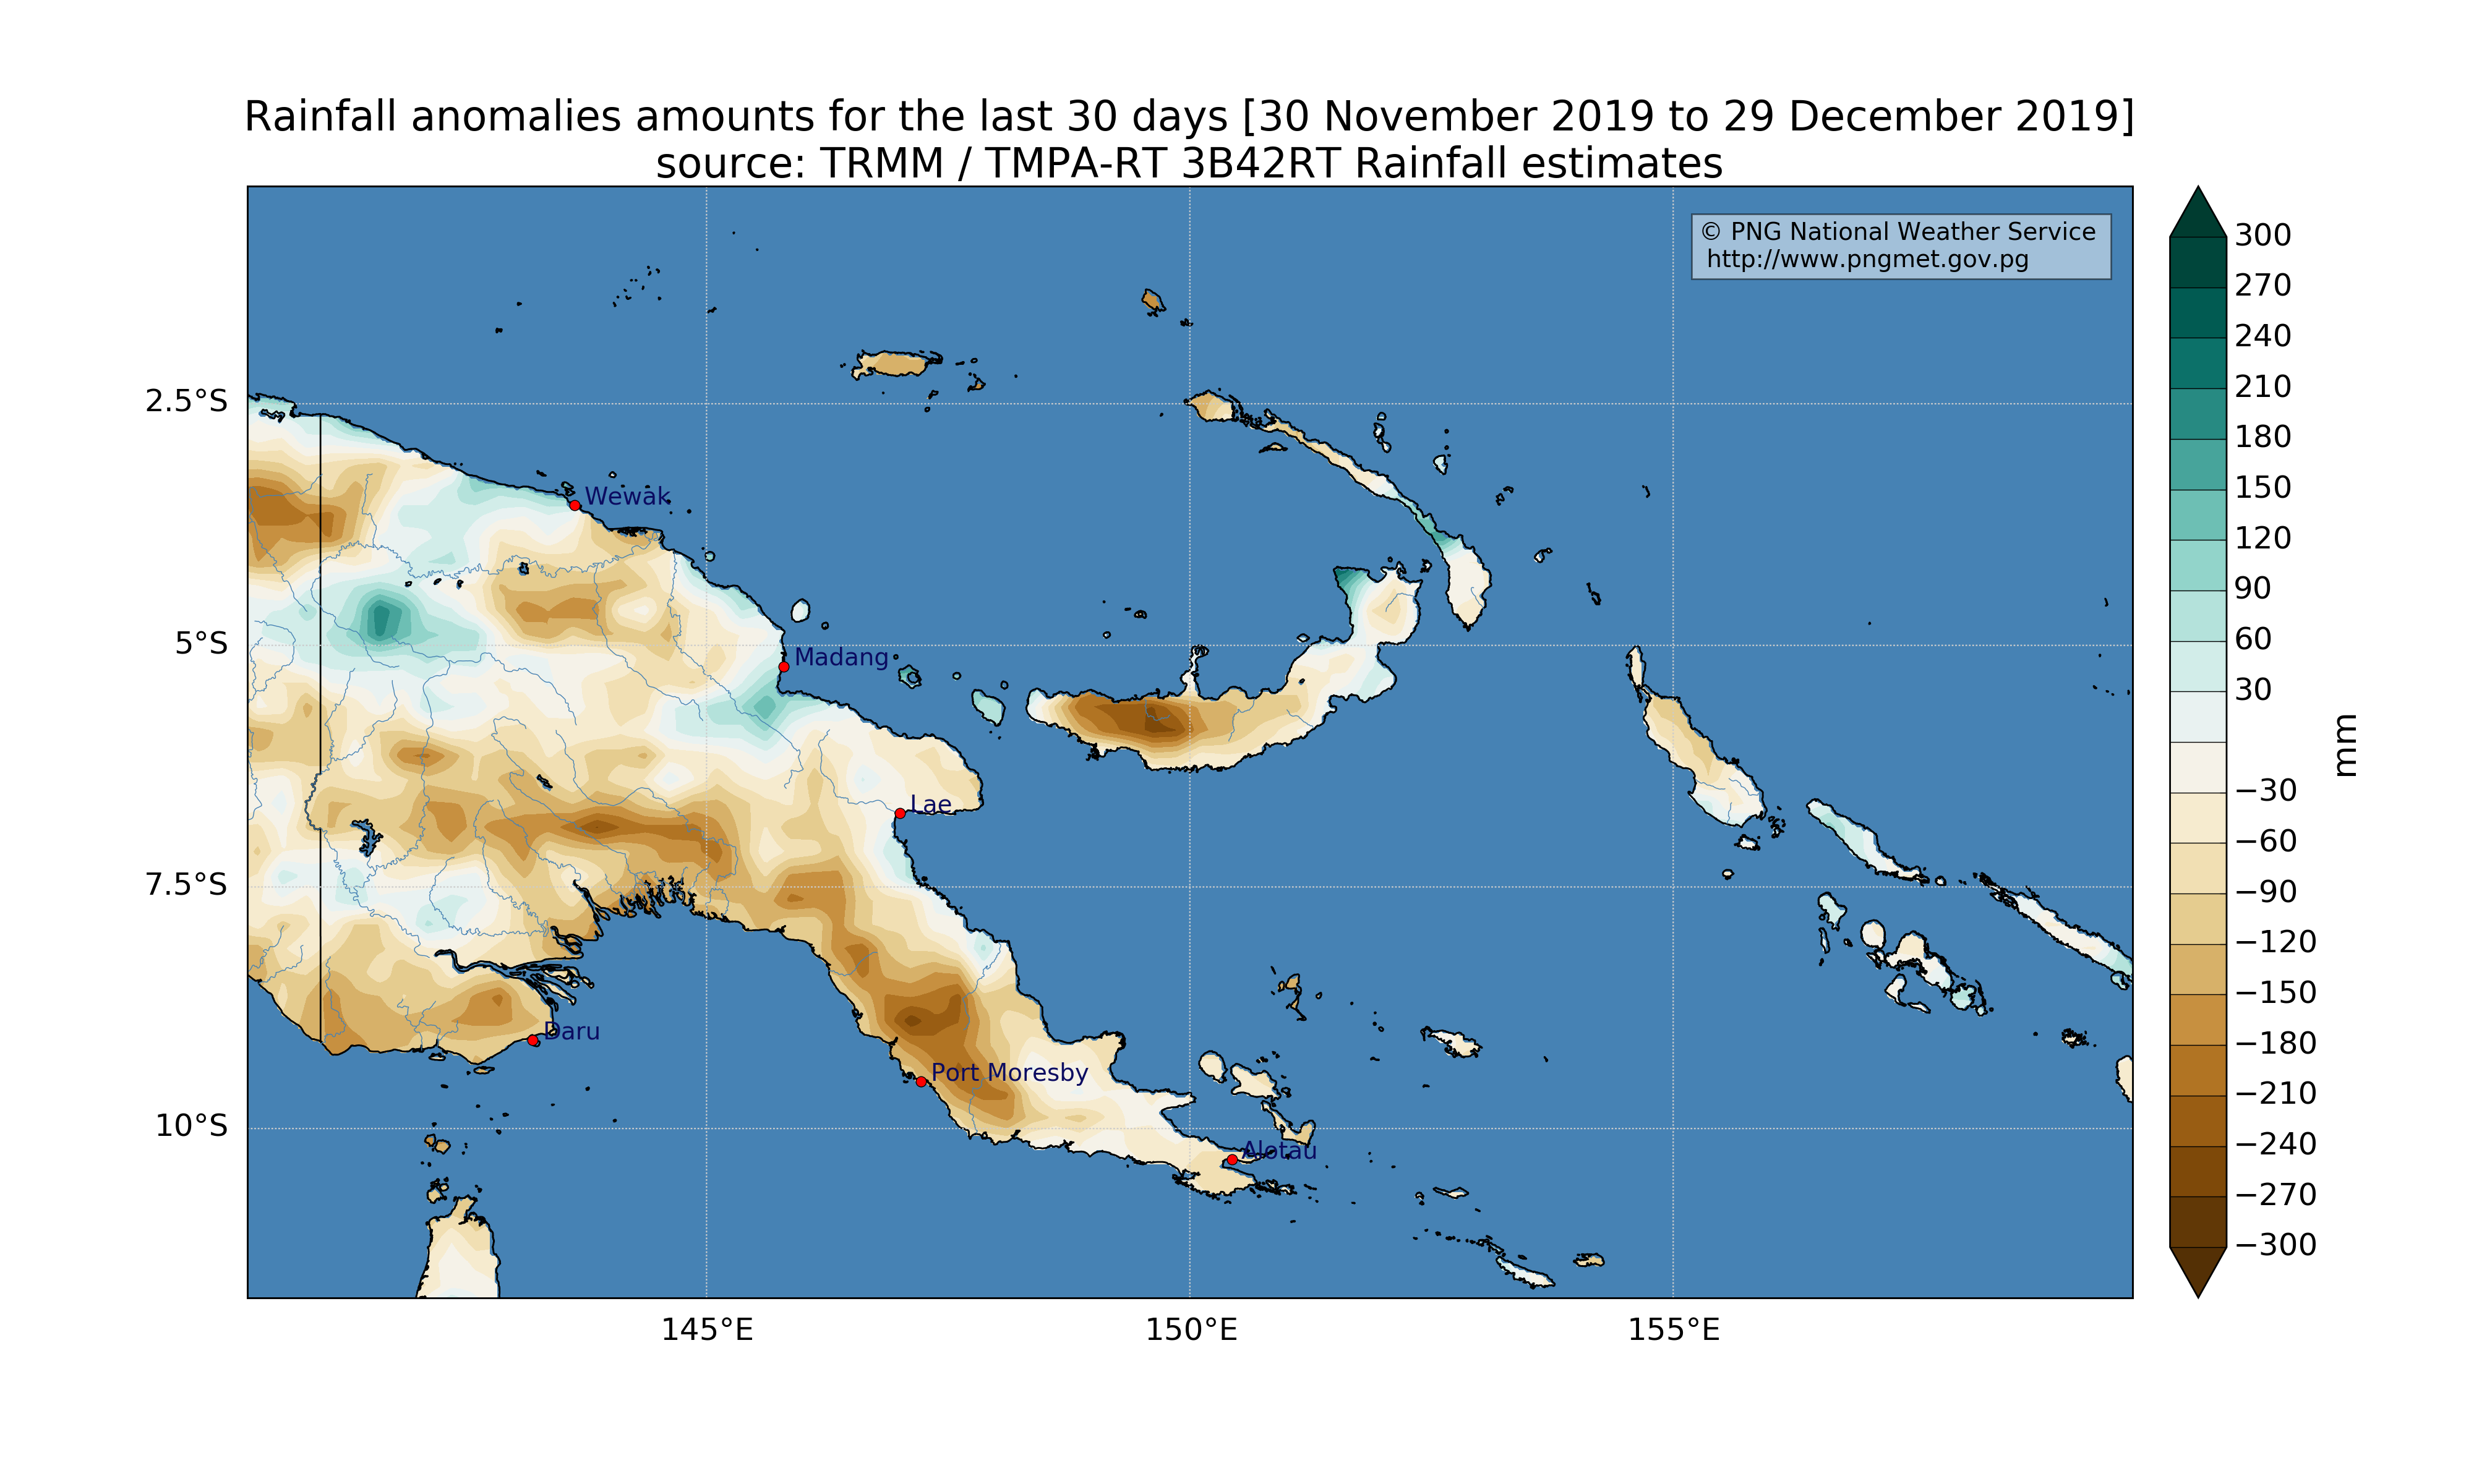 Rainfall anomalies amounts for the last 30 days [30 November 2019 to 29 December 2019]
source: TRMM / TMPA-RT 3B42RT Rainfall estimates
© PNG National Weather Service
http://www.pngmet.gov.pg
2.5°S
5°S
7.5°S
10°S
145°E
150°E
155°E
Wewak
Madang
Lae
Daru
Port Moresby
Alotau
300
270
240
210
180
150
120
90
60
30
−30
−60
−90
−120
−150
−180
−210
−240
−270
−300
mm